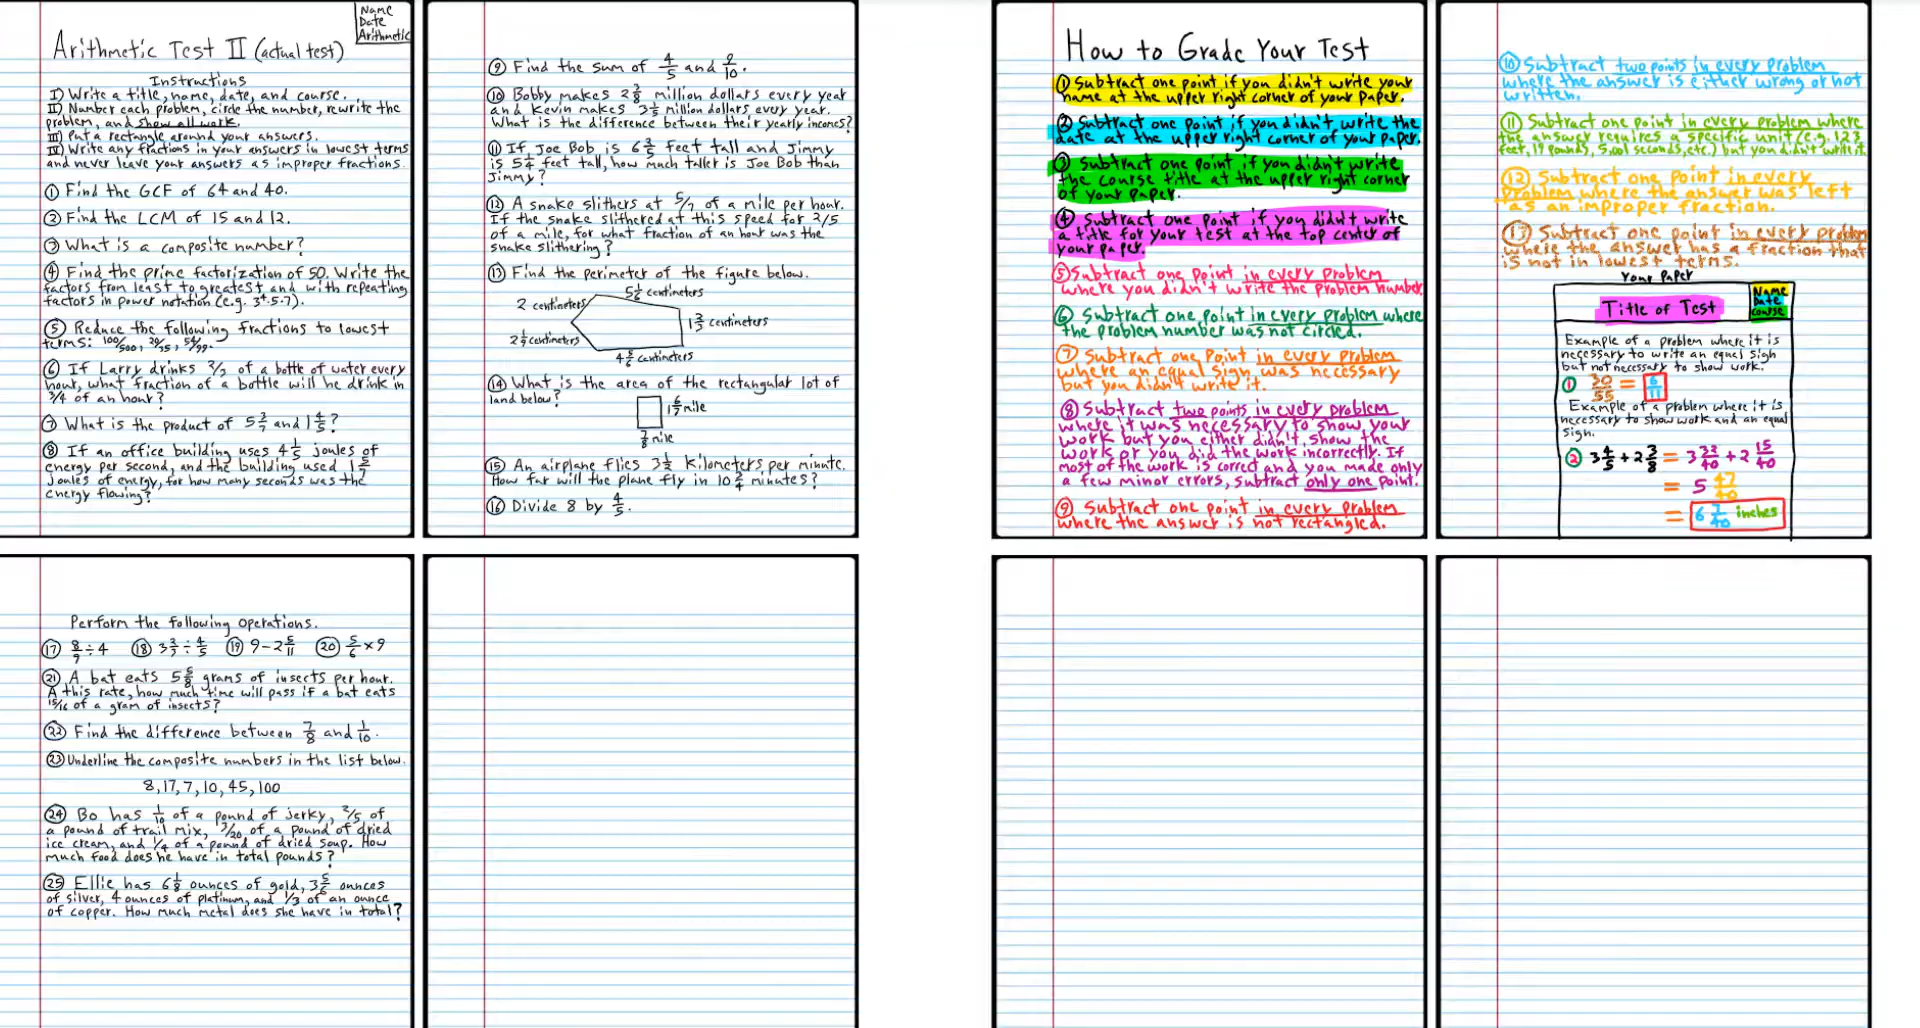 Name
Date
Arithmetic
Arithmetic Test II (actual test)
Instructions
I) Write a title, name, date, and course.
II) Number each problem, circle the number, rewrite the
problem, and show all work.
III) Put a rectangle around your answers.
IV) Write any fractions in your answers in lowest terms
and never leave your answers as improper fractions.
① Find the GCF of 64 and 40.
② Find the LCM of 15 and 12.
③ What is a composite number?
④ Find the prime factorization of 50. Write the
factors from least to greatest and with repeating
factors in power notation (e.g. 3⁴·5·7).
⑤ Reduce the following fractions to lowest
terms: 100/500,
⑥ If Larry drinks of a bottle of water every
hour, what fraction of a bottle will he drink in
3/4 of an hour?
⑦ What is the product of and 1 4/5?
⑧ If an office building uses 4 1/5 joules of
energy per second, and the building used
joules of energy, for how many seconds was the
energy flowing?
⑨ Find the sum of 4/5 and 9/10.
⑩ Bobby makes 2 3/8 million dollars every year
and Kevin makes million dollars every year.
What is the difference between their yearly incomes?
⑪ If Joe Bob is feet tall and Jimmy
is 5 1/4 feet tall, how much taller is Joe Bob than
Jimmy?
⑫ A snake slithers at 5/7 of a mile per hour.
If the snake slithered at this speed for 2/5
of a mile, for what fraction of an hour was the
snake slithering?
⑬ Find the perimeter of the figure below.
5 1/6 centimeters
2 centimeters
centimeters
centimeters
centimeters
⑭ What is the area of the rectangular lot of
land below?
1 6/7 mile
7/8 mile
⑮ An airplane flies 3 1/2 kilometers per minute.
How far will the plane fly in 10 3/4 minutes?
⑯ Divide 8 by 4/5.
Perform the following operations.
⑰ 8/9 ÷ 4 ⑱ ÷ 4/5 ⑲ 9 - 2 5/11 ⑳ 5/6 × 9
㉑ A bat eats 5 5/8 grams of insects per hour.
A this rate, how much time will pass if a bat eats
15/16 of a gram of insects?
㉒ Find the difference between 7/8 and 1/10.
㉓ Underline the composite numbers in the list below.
8, 17, 7, 10, 45, 100
㉔ Bo has 1/10 of a pound of jerky, 2/5 of
a pound of trail mix, 3/20 of a pound of dried
ice cream, and 1/4 of a pound of dried soup. How
much food does he have in total pounds?
㉕ Ellie has 6 1/8 ounces of gold, 3 5/6 ounces
of silver, 4 ounces of platinum, and 1/3 of an ounce
of copper. How much metal does she have in total?
How to Grade Your Test
① Subtract one point if you didn't write your
name at the upper right corner of your paper.
② Subtract one point if you didn't write the
date at the upper right corner of your paper.
③ Subtract one point if you didn't write
the course title at the upper right corner
of your paper.
④ Subtract one point if you didn't write
a title for your test at the top center of
your paper.
⑤ Subtract one point in every problem
where you didn't write the problem number.
⑥ Subtract one point in every problem where
the problem number was not circled.
⑦ Subtract one point in every problem
where an equal sign was necessary
but you didn't write it.
⑧ Subtract two points in every problem
where it was necessary to show your
work but you either didn't show the
work or you did the work incorrectly. If
most of the work is correct and you made only
a few minor errors, subtract only one point.
⑨ Subtract one point in every problem
where the answer is not rectangled.
⑩ Subtract two points in every problem
where the answer is either wrong or not
written.
⑪ Subtract one point in every problem where
the answer requires a specific unit (e.g. 123
feet, 19 pounds, 5,001 seconds, etc.) but you didn't write it.
⑫ Subtract one point in every
problem where the answer was left
as an improper fraction.
⑬ Subtract one point in every problem
where the answer has a fraction that
is not in lowest terms.
Your Paper
Title of Test
Name
Date
Course
Example of a problem where it is
necessary to write an equal sign
but not necessary to show work.
① 30/55 = 6/11
Example of a problem where it is
necessary to show work and an equal
sign.
② 3 4/5 + 2 3/8 = 3 32/40 + 2 15/40
= 5 47/40
= 6 7/40 inches